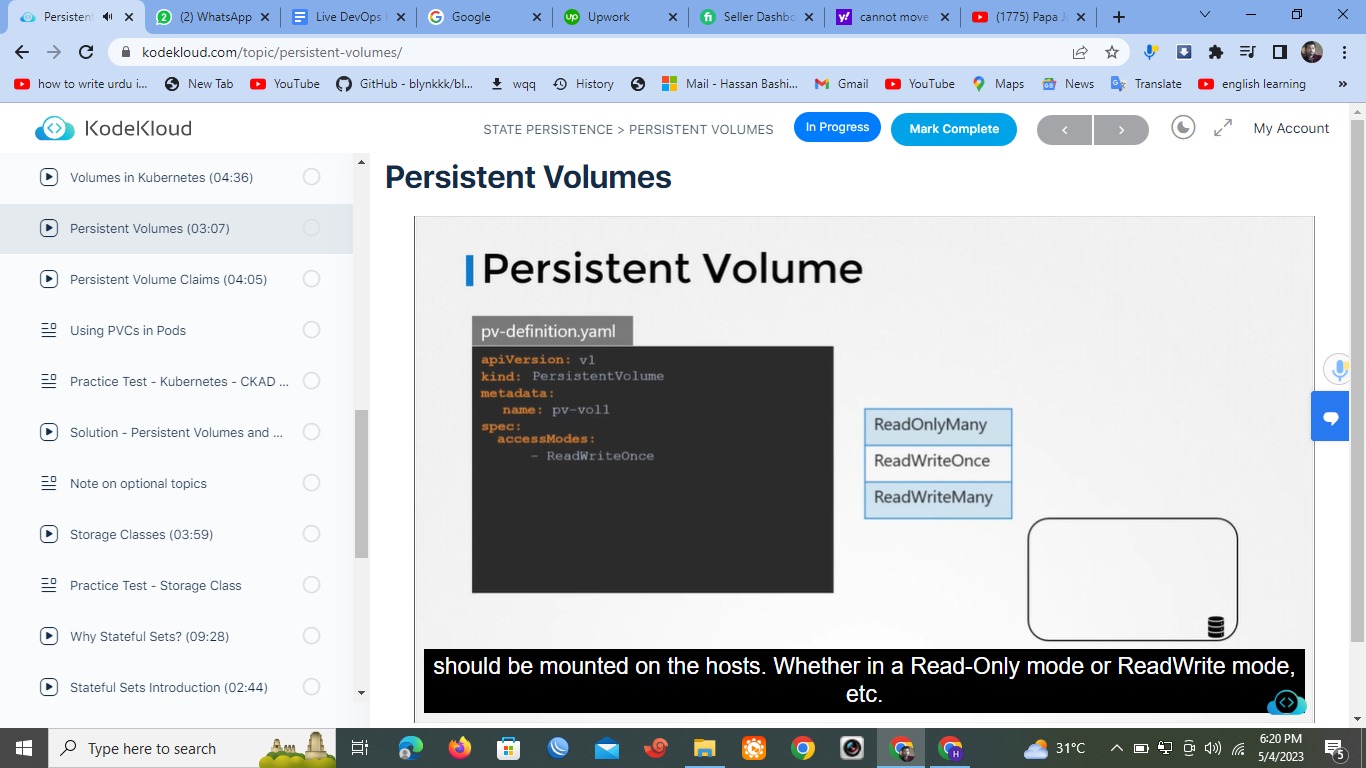 Persistent
(2) WhatsApp
Live DevOps
Google
Upwork
Seller Dashbo
cannot move
(1775) Papa J
kodekloud.com/topic/persistent-volumes/
how to write urdu i...
New Tab
YouTube
GitHub - blynkkk/bl...
wqq
History
Mail - Hassan Bashi...
Gmail
YouTube
Maps
News
Translate
english learning
KodeKloud
STATE PERSISTENCE > PERSISTENT VOLUMES
In Progress
Mark Complete
My Account
Volumes in Kubernetes (04:36)
Persistent Volumes (03:07)
Persistent Volume Claims (04:05)
Using PVCs in Pods
Practice Test - Kubernetes - CKAD ...
Solution - Persistent Volumes and ...
Note on optional topics
Storage Classes (03:59)
Practice Test - Storage Class
Why Stateful Sets? (09:28)
Stateful Sets Introduction (02:44)
Persistent Volumes
Persistent Volume
pv-definition.yaml
apiVersion: v1
kind: PersistentVolume
metadata:
name: pv-vol1
spec:
accessModes:
- ReadWriteOnce
ReadOnlyMany
ReadWriteOnce
ReadWriteMany
should be mounted on the hosts. Whether in a Read-Only mode or ReadWrite mode,
etc.
Type here to search
31°C
6:20 PM
5/4/2023
5